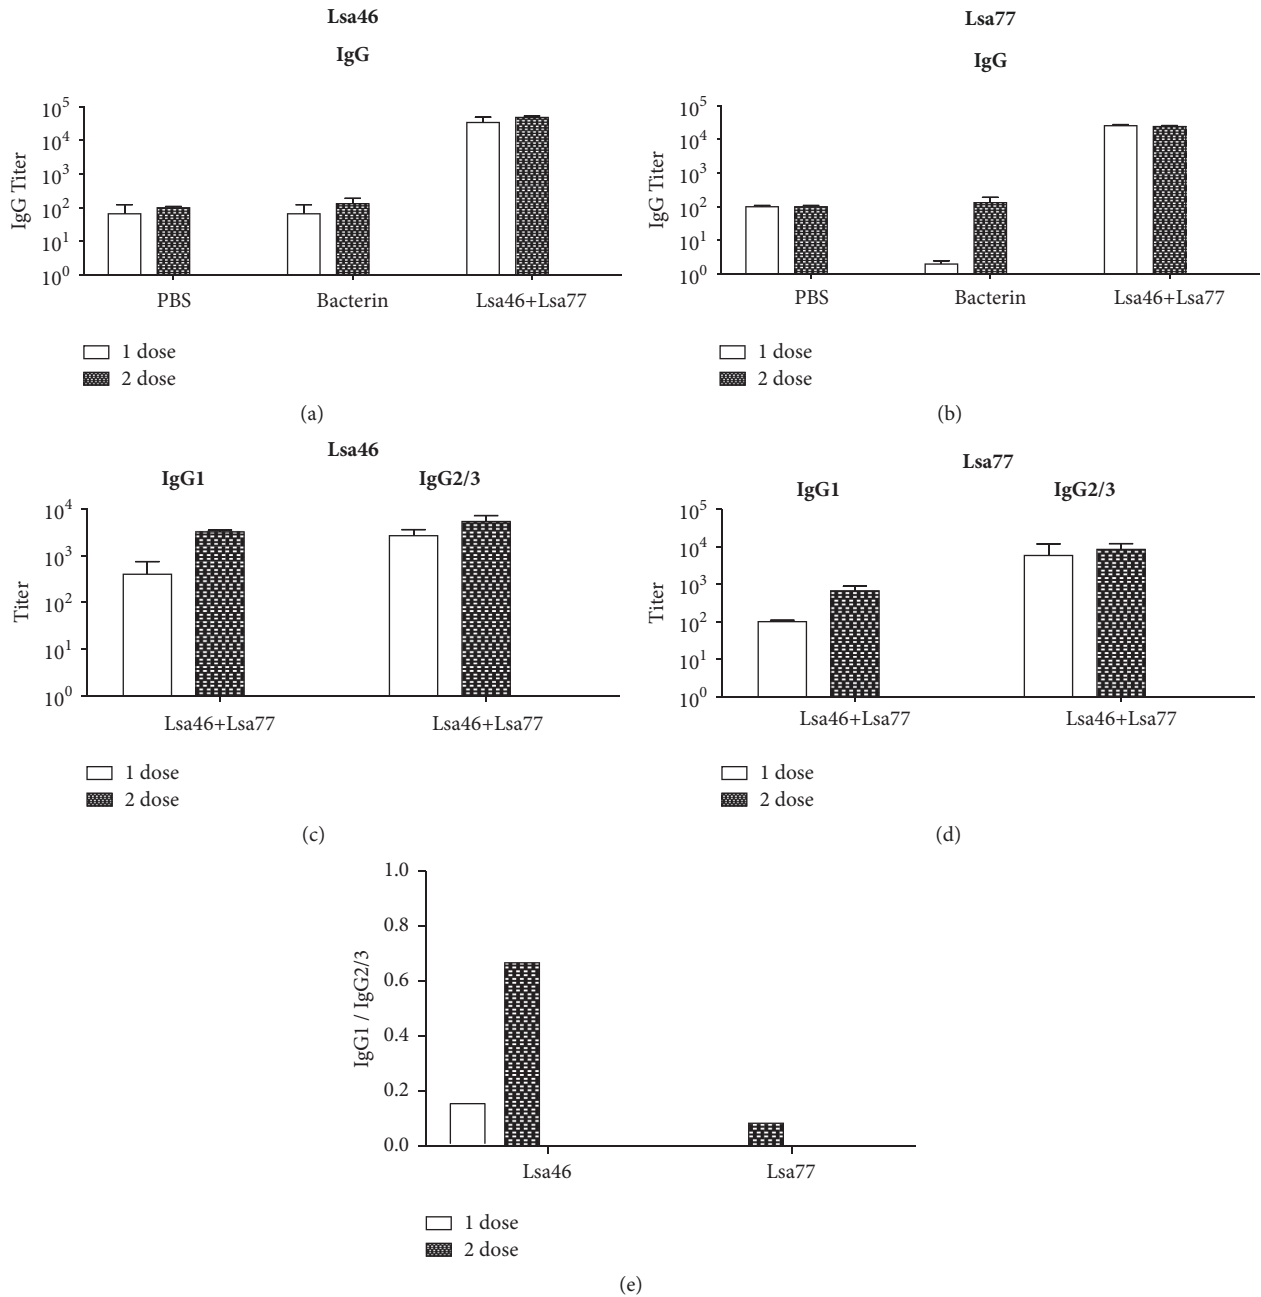 Lsa46
IgG
IgG Titer
10^5
10^4
10^3
10^2
10^1
10^0
PBS
Bacterin
Lsa46+Lsa77
1 dose
2 dose
(a)
Lsa77
IgG
IgG Titer
10^5
10^4
10^3
10^2
10^1
10^0
PBS
Bacterin
Lsa46+Lsa77
1 dose
2 dose
(b)
Lsa46
IgG1
IgG2/3
Titer
10^4
10^3
10^2
10^1
10^0
Lsa46+Lsa77
Lsa46+Lsa77
1 dose
2 dose
(c)
Lsa77
IgG1
IgG2/3
Titer
10^5
10^4
10^3
10^2
10^1
10^0
Lsa46+Lsa77
Lsa46+Lsa77
1 dose
2 dose
(d)
IgG1 / IgG2/3
1.0
0.8
0.6
0.4
0.2
0.0
Lsa46
Lsa77
1 dose
2 dose
(e)